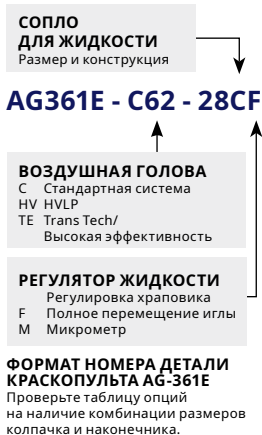 СОПЛО
ДЛЯ ЖИДКОСТИ
Размер и конструкция
AG361E - C62 - 28CF
ВОЗДУШНАЯ ГОЛОВА
C Стандартная система
HV HVLP
TE Trans Tech/
Высокая эффективность
РЕГУЛЯТОР ЖИДКОСТИ
Регулировка храповика
F Полное перемещение иглы
M Микрометр
ФОРМАТ НОМЕРА ДЕТАЛИ
КРАСКОПУЛЬТА AG-361E
Проверьте таблицу опций
на наличие комбинации размеров
колпачка и наконечника.